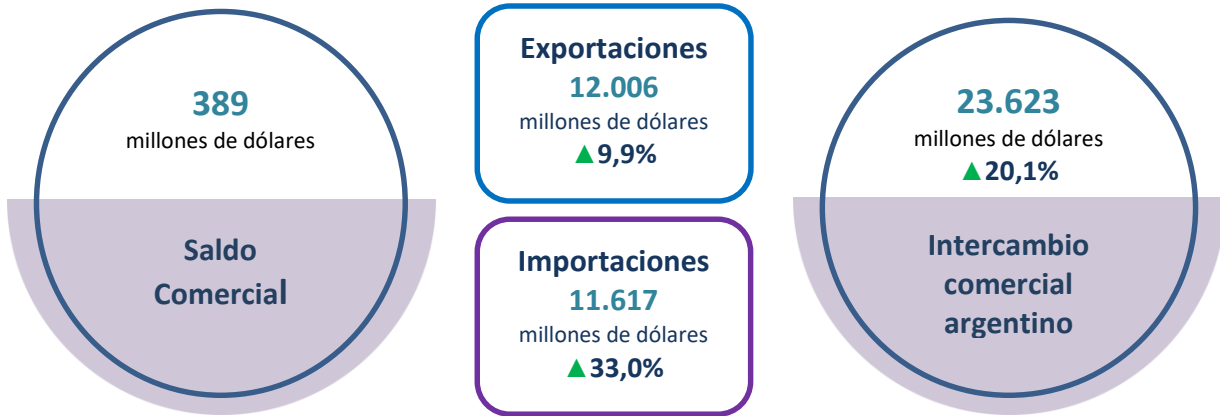 389
millones de dólares
Saldo
Comercial
Exportaciones
12.006
millones de dólares
▲9,9%
Importaciones
11.617
millones de dólares
▲33,0%
23.623
millones de dólares
▲20,1%
Intercambio
comercial
argentino